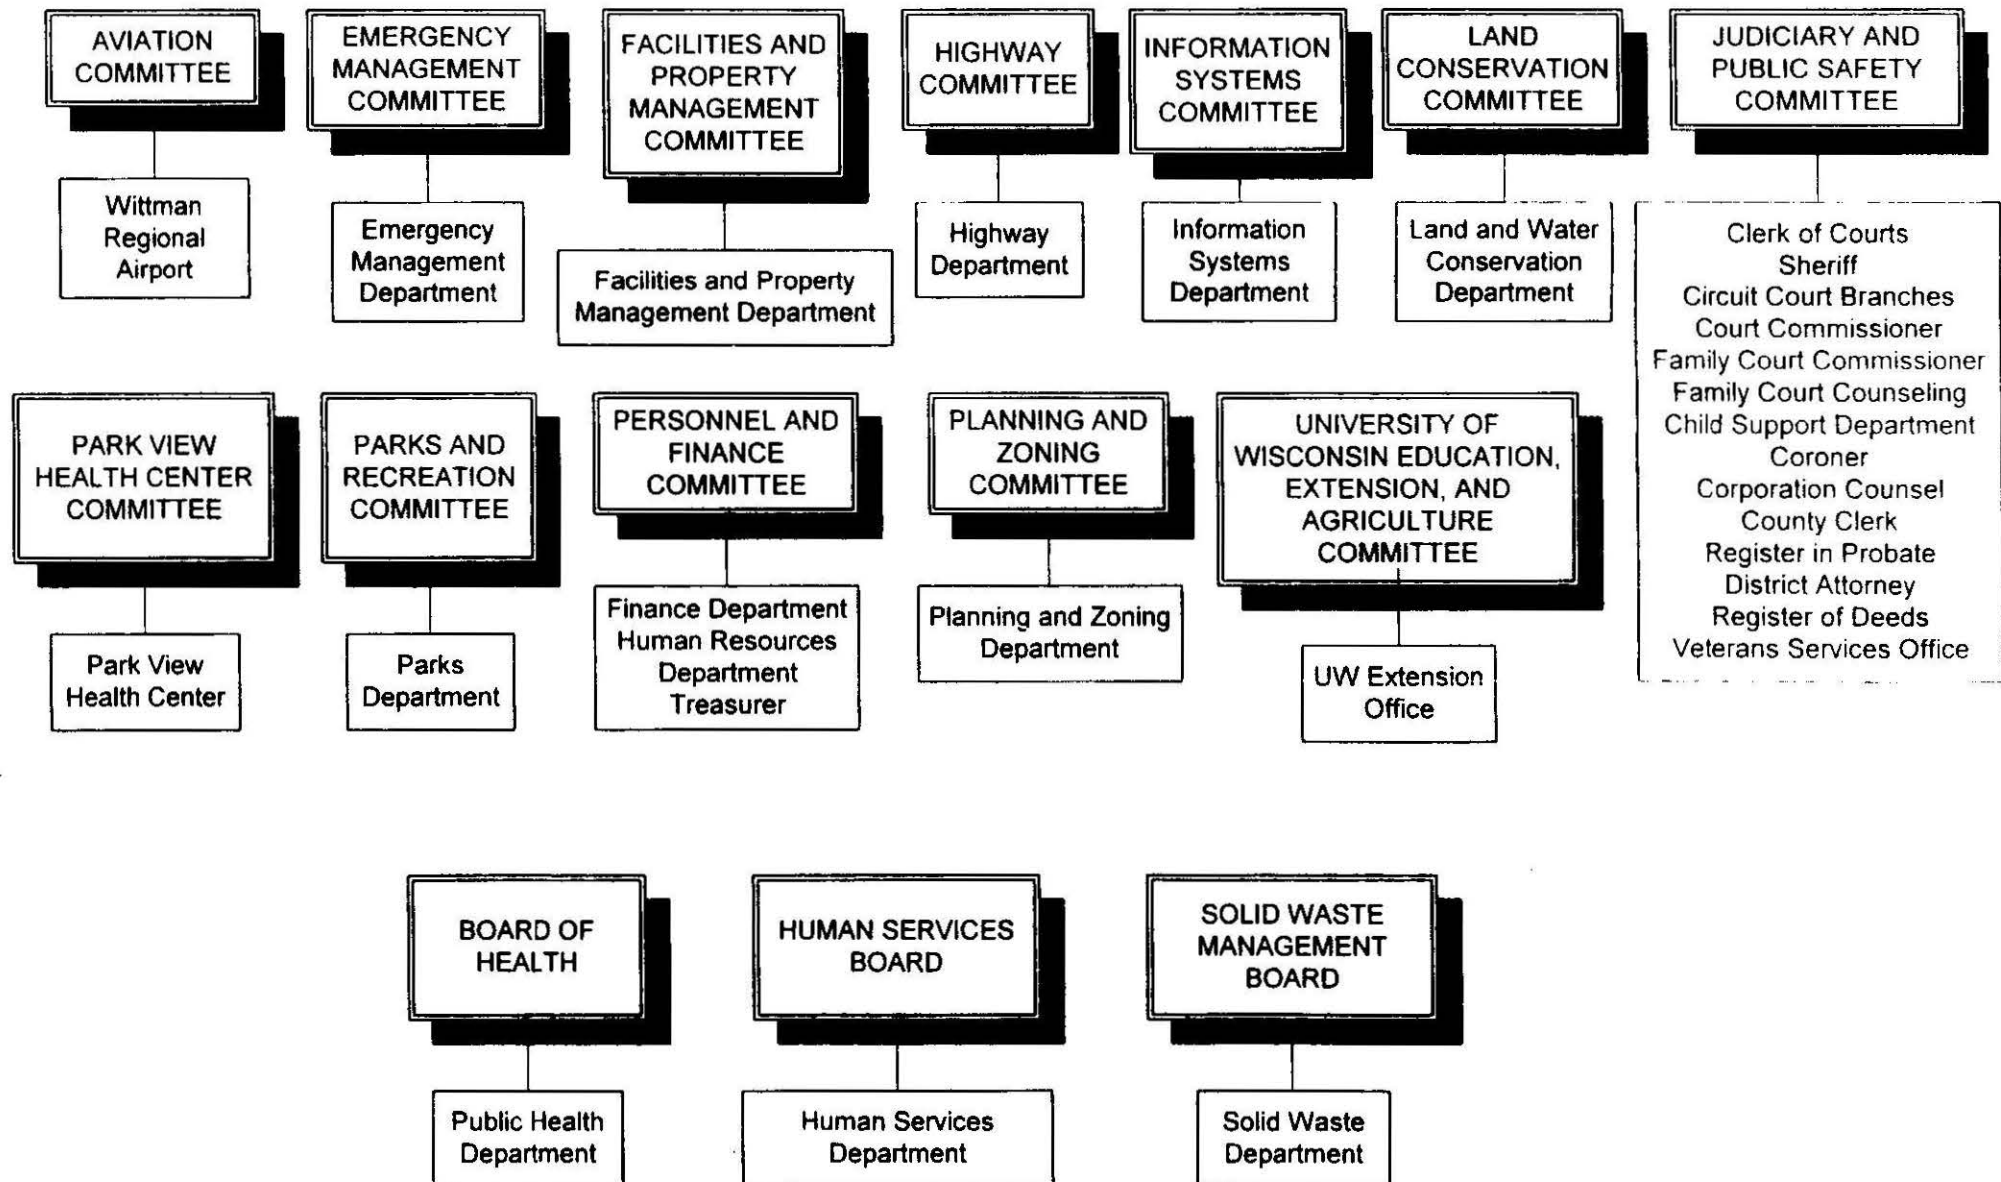 AVIATION
COMMITTEE
EMERGENCY
MANAGEMENT
COMMITTEE
FACILITIES AND
PROPERTY
MANAGEMENT
COMMITTEE
HIGHWAY
COMMITTEE
INFORMATION
SYSTEMS
COMMITTEE
LAND
CONSERVATION
COMMITTEE
JUDICIARY AND
PUBLIC SAFETY
COMMITTEE
Wittman
Regional
Airport
Emergency
Management
Department
Facilities and Property
Management Department
Highway
Department
Information
Systems
Department
Land and Water
Conservation
Department
Clerk of Courts
Sheriff
Circuit Court Branches
Court Commissioner
Family Court Commissioner
Family Court Counseling
Child Support Department
Coroner
Corporation Counsel
County Clerk
Register in Probate
District Attorney
Register of Deeds
Veterans Services Office
PARK VIEW
HEALTH CENTER
COMMITTEE
PARKS AND
RECREATION
COMMITTEE
PERSONNEL AND
FINANCE
COMMITTEE
PLANNING AND
ZONING
COMMITTEE
UNIVERSITY OF
WISCONSIN EDUCATION,
EXTENSION, AND
AGRICULTURE
COMMITTEE
Park View
Health Center
Parks
Department
Finance Department
Human Resources
Department
Treasurer
Planning and Zoning
Department
UW Extension
Office
BOARD OF
HEALTH
HUMAN SERVICES
BOARD
SOLID WASTE
MANAGEMENT
BOARD
Public Health
Department
Human Services
Department
Solid Waste
Department